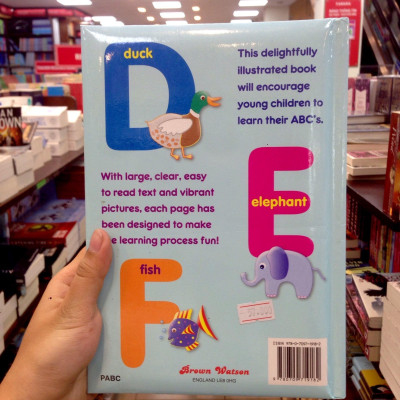 duck
D
This delightfully
illustrated book
will encourage
young children to
learn their ABC's.
With large, clear, easy
to read text and vibrant
pictures, each page has
been designed to make
learning process fun!
E
elephant
fish
F
Brown Watson
ENGLAND LE8 0HG
PABC